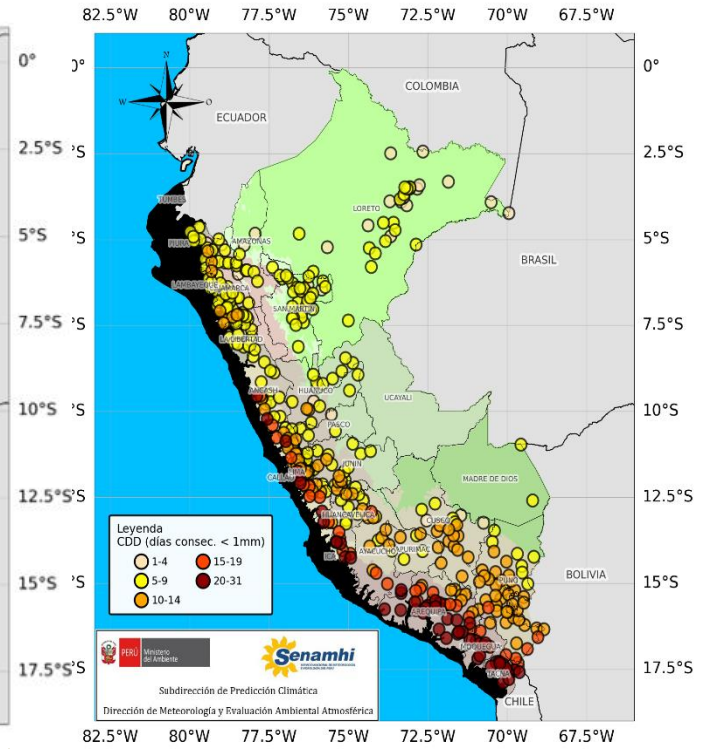 82.5°W 80°W 77.5°W 75°W 72.5°W 70°W 67.5°W
0°
2.5°S
5°S
7.5°S
10°S
12.5°S
15°S
17.5°S
0°
2.5°S
5°S
7.5°S
10°S
12.5°S
15°S
17.5°S
N
W
O
COLOMBIA
ECUADOR
TUMBES
LORETO
PIURA
AMAZONAS
BRASIL
LAMBAYEQUE
CAJAMARCA
SAN MARTIN
LA LIBERTAD
ANCASH
HUANUCO
UCAYALI
PASCO
JUNIN
MADRE DE DIOS
CALLAO
LIMA
HUANCAVELICA
CUSCO
ICA
AYACUCHO
APURIMAC
PUNO
BOLIVIA
AREQUIPA
MOQUEGUA
TACNA
CHILE
Leyenda
CDD (días consec. < 1mm)
1-4 15-19
5-9 20-31
10-14
PERÚ
Ministerio
del Ambiente
Senamhi
Subdirección de Predicción Climática
Dirección de Meteorología y Evaluación Ambiental Atmosférica
82.5°W 80°W 77.5°W 75°W 72.5°W 70°W 67.5°W